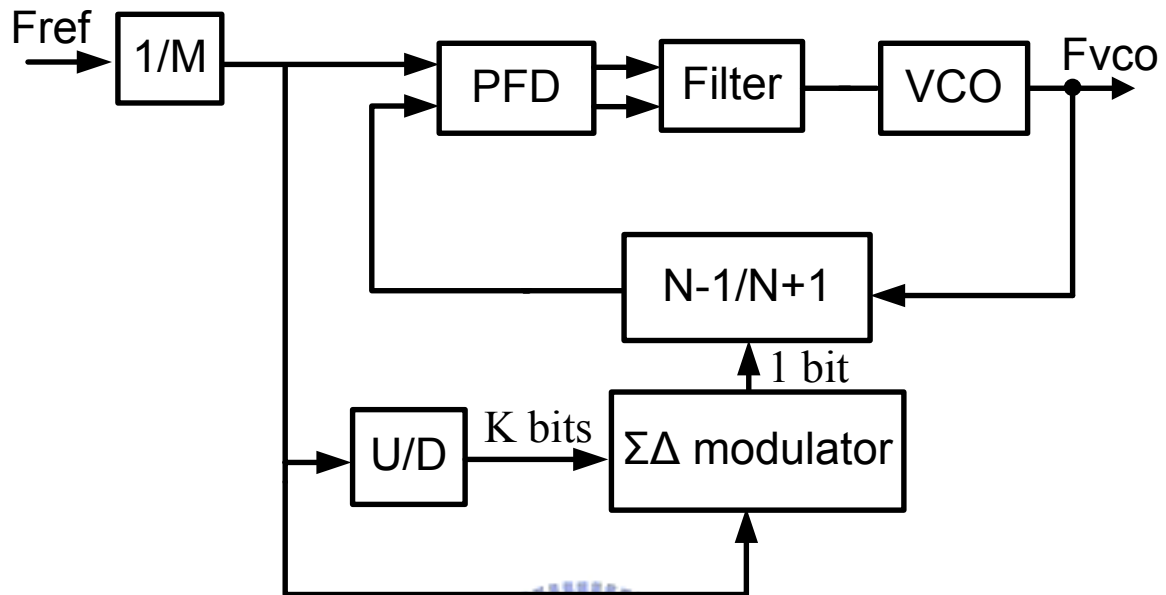 Fref
1/M
PFD
Filter
VCO
Fvco
N-1/N+1
1 bit
U/D
K bits
ΣΔ modulator